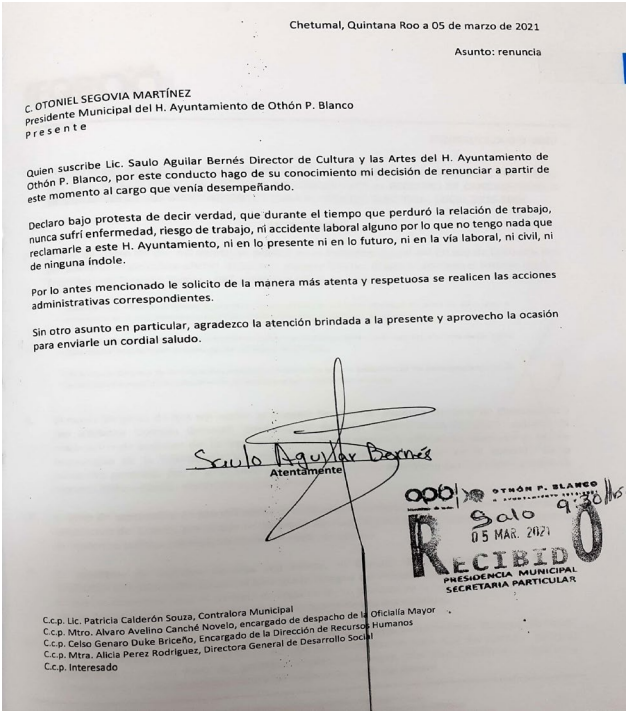 Chetumal, Quintana Roo a 05 de marzo de 2021
Asunto: renuncia
C. OTONIEL SEGOVIA MARTÍNEZ
Presidente Municipal del H. Ayuntamiento de Othón P. Blanco
P r e s e n t e
Quien suscribe Lic. Saulo Aguilar Bernés Director de Cultura y las Artes del H. Ayuntamiento de
Othón P. Blanco, por este conducto hago de su conocimiento mi decisión de renunciar a partir de
este momento al cargo que venía desempeñando.
Declaro bajo protesta de decir verdad, que durante el tiempo que perduró la relación de trabajo,
nunca sufrí enfermedad, riesgo de trabajo, ni accidente laboral alguno por lo que no tengo nada que
reclamarle a este H. Ayuntamiento, ni en lo presente ni en lo futuro, ni en la vía laboral, ni civil, ni
de ninguna índole.
Por lo antes mencionado le solicito de la manera más atenta y respetuosa se realicen las acciones
administrativas correspondientes.
Sin otro asunto en particular, agradezco la atención brindada a la presente y aprovecho la ocasión
para enviarle un cordial saludo.
Saulo Aguilar Bernés
Atentamente
OPB OTHÓN P. BLANCO
Galo 9:30 Hrs
05 MAR. 2021
RECIBIDO
PRESIDENCIA MUNICIPAL
SECRETARIA PARTICULAR
C.c.p. Lic. Patricia Calderón Souza, Contralora Municipal
C.c.p. Mtro. Alvaro Avelino Canché Novelo, encargado de despacho de la Oficialía Mayor
C.c.p. Celso Genaro Duke Briceño, Encargado de la Dirección de Recursos Humanos
C.c.p. Mtra. Alicia Perez Rodriguez, Directora General de Desarrollo Social
C.c.p. Interesado